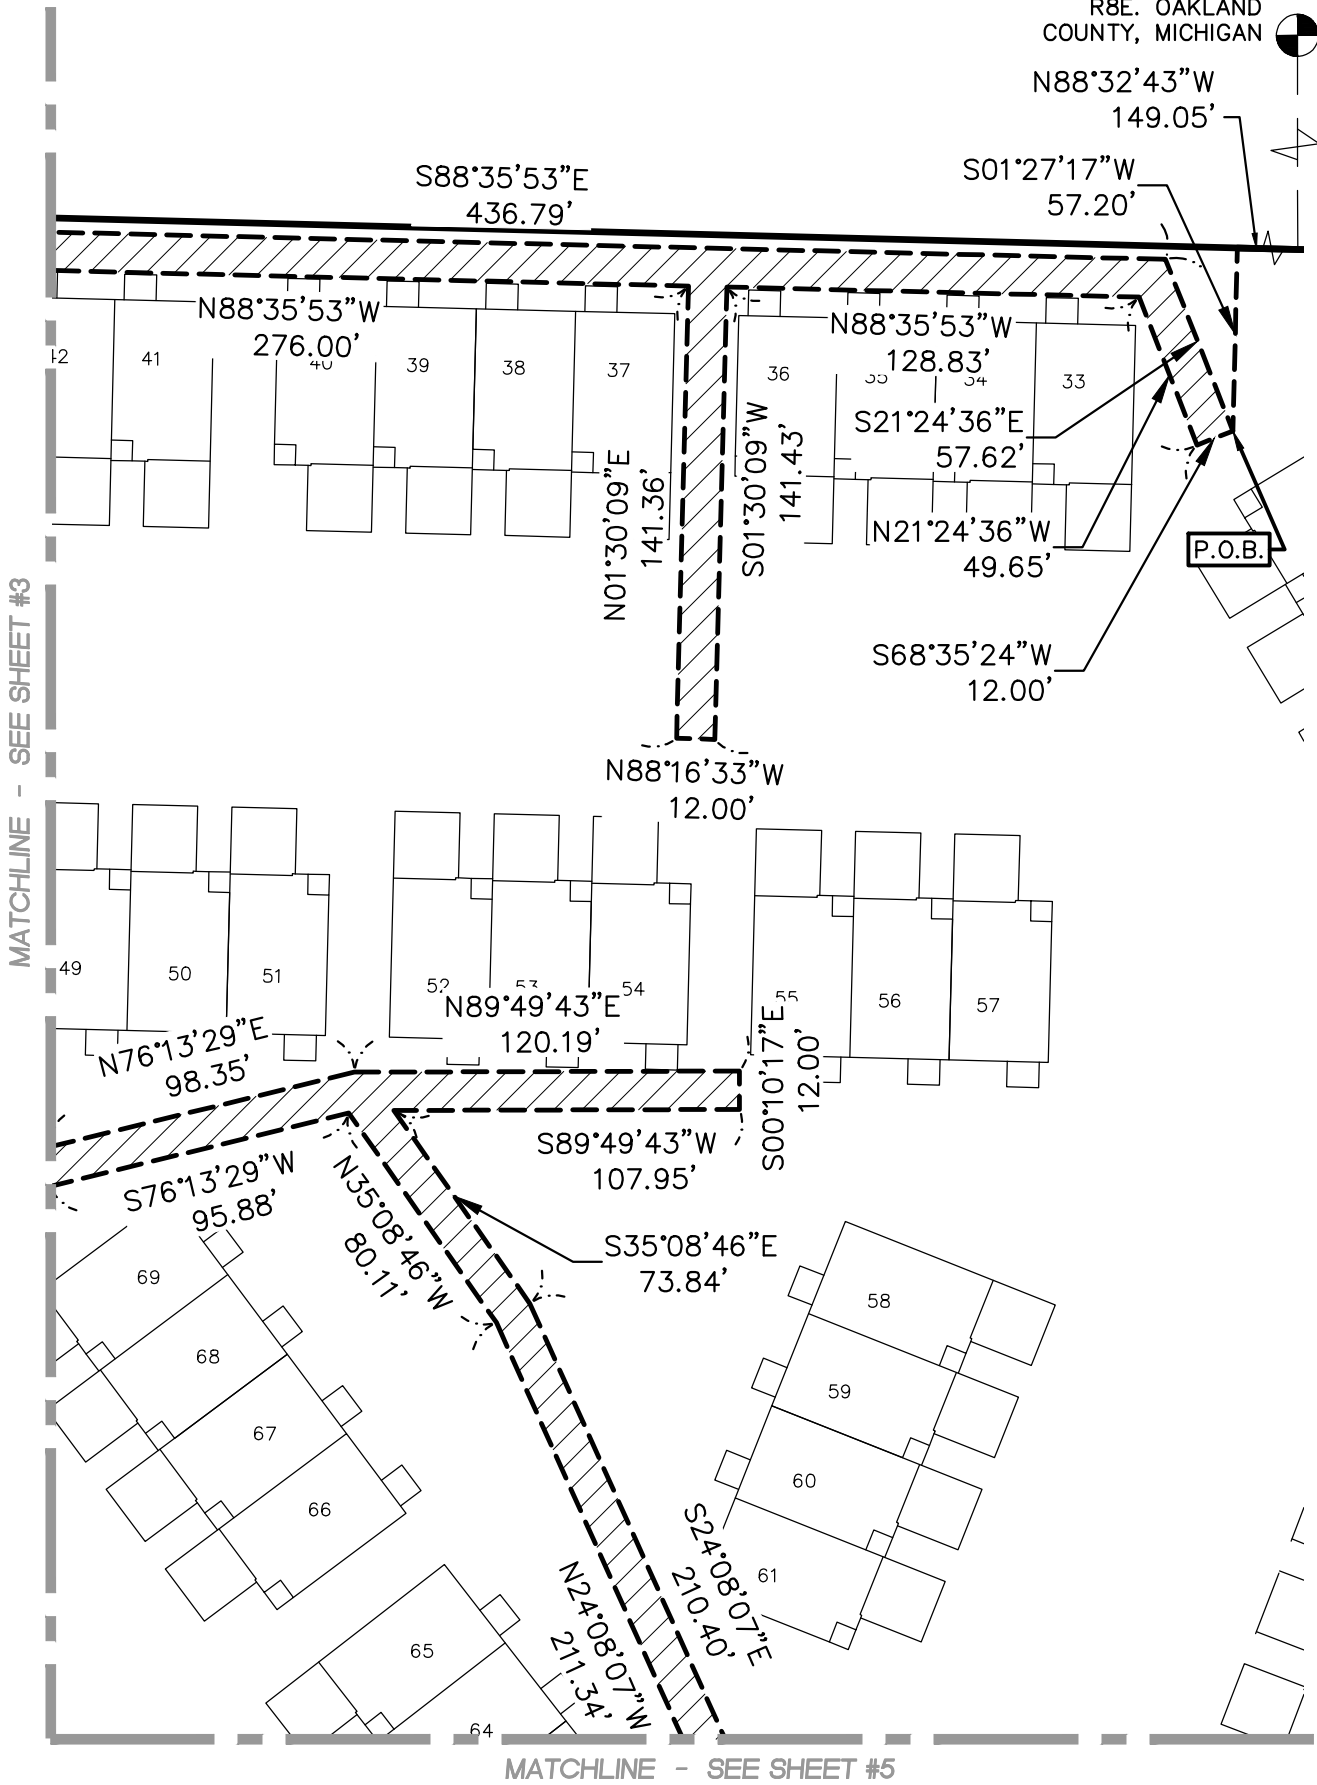 R8E. OAKLAND
COUNTY, MICHIGAN
N88°32'43"W
149.05'
S01°27'17"W
57.20'
S88°35'53"E
436.79'
N88°35'53"W
276.00'
N88°35'53"W
128.83'
42
41
40
39
38
37
36
35
34
33
S21°24'36"E
57.62'
N01°30'09"E
141.36'
S01°30'09"W
141.43'
N21°24'36"W
49.65'
P.O.B.
S68°35'24"W
12.00'
MATCHLINE - SEE SHEET #3
N88°16'33"W
12.00'
49
50
51
52
53
54
55
56
57
N89°49'43"E
120.19'
N76°13'29"E
98.35'
S00°10'17"E
12.00'
S89°49'43"W
107.95'
S76°13'29"W
95.88'
N35°08'46"W
80.11'
S35°08'46"E
73.84'
69
68
67
66
65
64
58
59
60
61
S24°08'07"E
210.40'
N24°08'07"W
211.34'
MATCHLINE - SEE SHEET #5